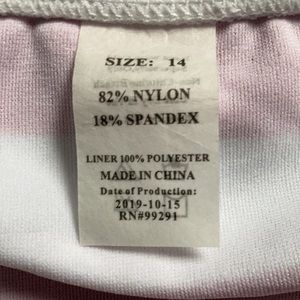 SIZE: 14
82% NYLON
18% SPANDEX
LINER 100% POLYESTER
MADE IN CHINA
Date of Production:
2019-10-15
RN#99291